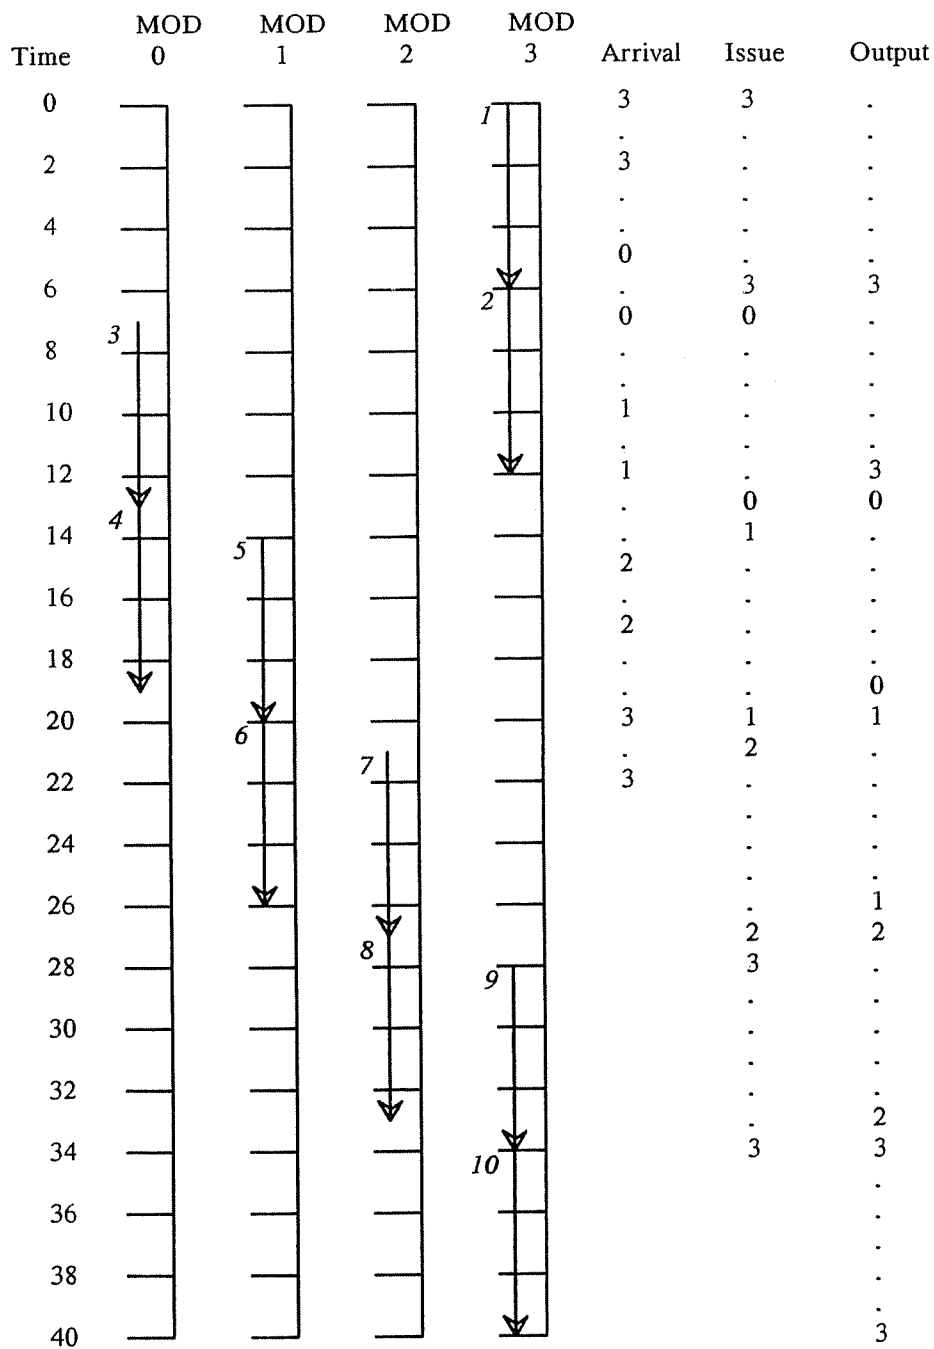 MOD MOD MOD MOD
Time 0 1 2 3 Arrival Issue Output
0 1 3 3 .
. . .
2 3 . .
. . .
4 . . .
0 . .
6 2 . 3 3
3 0 0 .
8 . . .
. . .
10 1 . .
. . .
12 1 . 3
4 . 0 0
14 5 . 1 .
2 . .
16 . . .
2 . .
18 . . .
. . 0
20 6 3 1 1
7 . 2 .
22 3 . .
. .
24 . .
. .
26 . 1
8 2 2
28 9 3 .
. .
30 . .
. .
32 . .
. 2
34 10 3 3
.
36 .
.
38 .
.
40 3